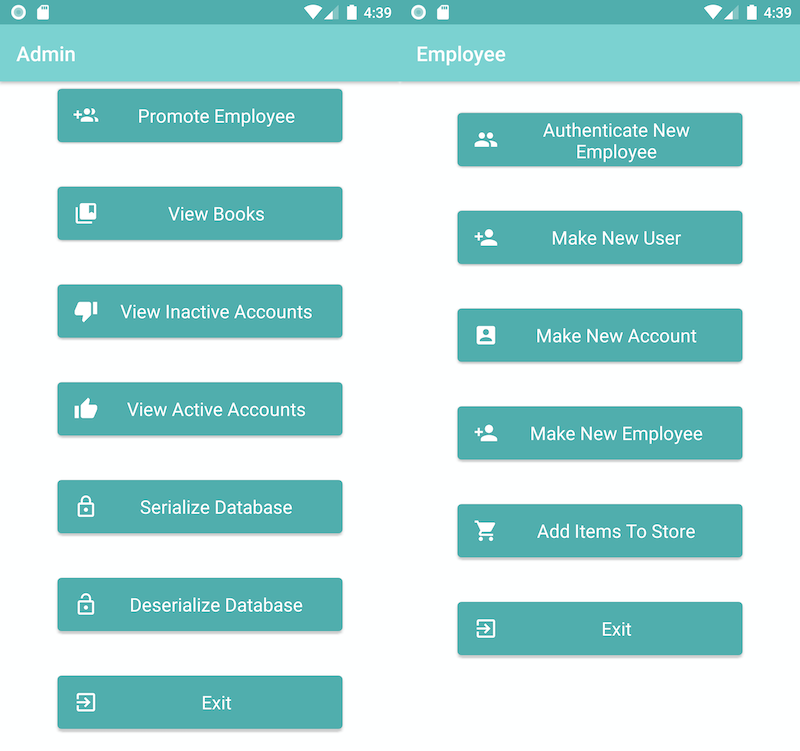 4:39
Admin
Promote Employee
View Books
View Inactive Accounts
View Active Accounts
Serialize Database
Deserialize Database
Exit
4:39
Employee
Authenticate New
Employee
Make New User
Make New Account
Make New Employee
Add Items To Store
Exit